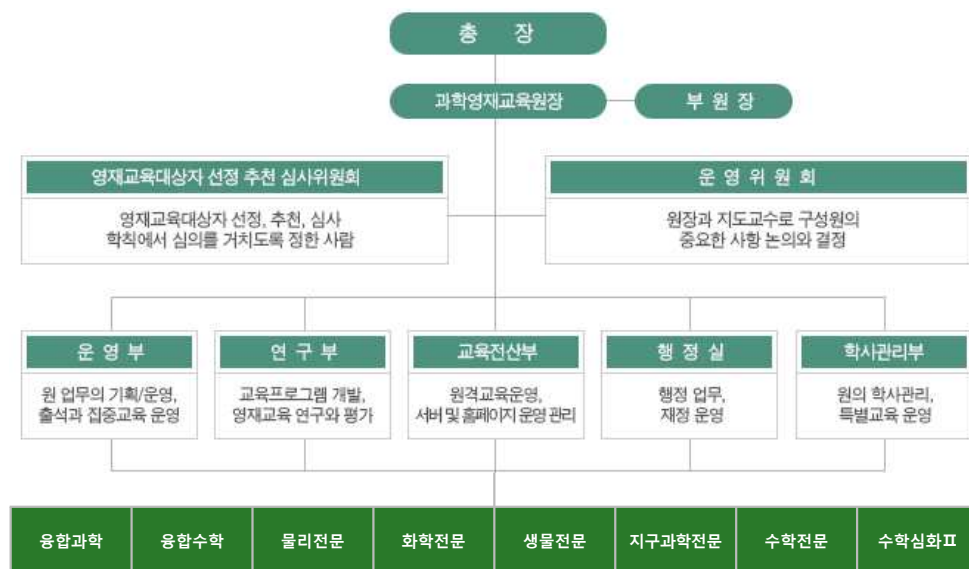 총 장
과학영재교육원장
부 원 장
영재교육대상자 선정 추천 심사위원회
영재교육대상자 선정, 추천, 심사
학칙에서 심의를 거치도록 정한 사람
운 영 위 원 회
원장과 지도교수로 구성원의
중요한 사항 논의와 결정
운 영 부
원 업무의 기획/운영,
출석과 집중교육 운영
연 구 부
교육프로그램 개발,
영재교육 연구와 평가
교육전산부
원격교육운영,
서버 및 홈페이지 운영 관리
행 정 실
행정 업무,
재정 운영
학사관리부
원의 학사관리,
특별교육 운영
융합과학
융합수학
물리전문
화학전문
생물전문
지구과학전문
수학전문
수학심화Ⅱ